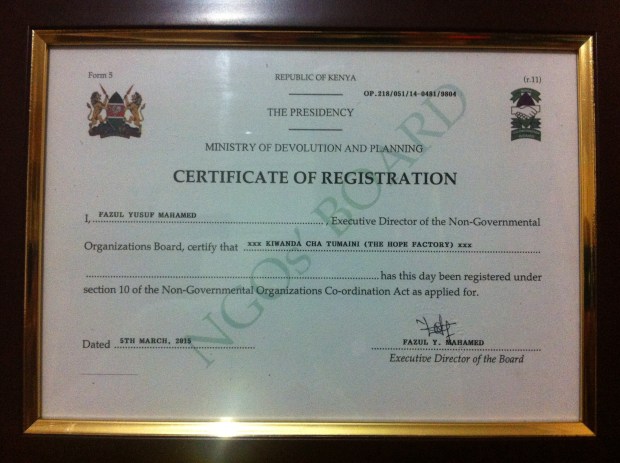 Form 5
REPUBLIC OF KENYA
(r.11)
OP.218/051/14-0481/9804
THE PRESIDENCY
MINISTRY OF DEVOLUTION AND PLANNING
CERTIFICATE OF REGISTRATION
I, FAZUL YUSUF MAHAMED, Executive Director of the Non-Governmental
Organizations Board, certify that xxx KIWANDA CHA TUMAINI (THE HOPE FACTORY) xxx
has this day been registered under
section 10 of the Non-Governmental Organizations Co-ordination Act as applied for.
Dated 5TH MARCH, 2015
FAZUL Y. MAHAMED
Executive Director of the Board
NGOs' BOARD